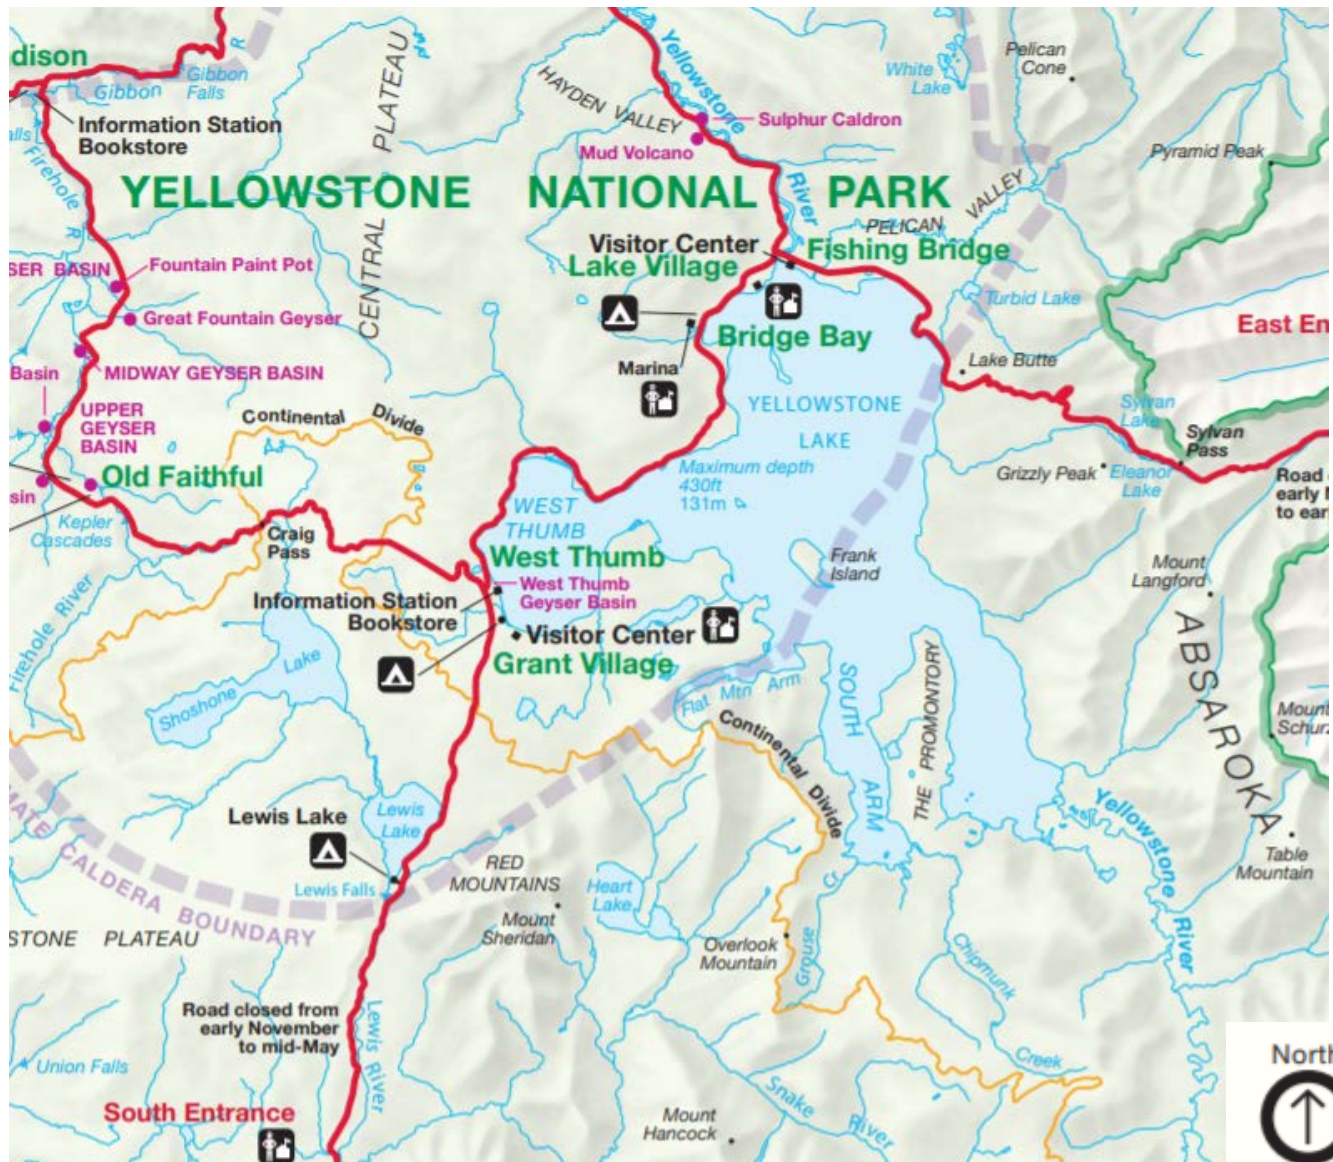 dison
Gibbon
Falls
Gibbon
R
Information Station
Bookstore
alls
Firehole R
CENTRAL PLATEAU
HAYDEN VALLEY
Yellowstone
River
White
Lake
Pelican
Cone
Sulphur Caldron
Mud Volcano
Pyramid Peak
YELLOWSTONE NATIONAL PARK
PELICAN VALLEY
Visitor Center
Fishing Bridge
Lake Village
SER BASIN
Fountain Paint Pot
Great Fountain Geyser
Turbid Lake
East En
Bridge Bay
Marina
Lake Butte
Basin
MIDWAY GEYSER BASIN
UPPER
GEYSER
BASIN
Continental Divide
YELLOWSTONE
LAKE
Maximum depth
430ft
131m
Sylvan
Lake
Sylvan
Pass
Grizzly Peak
Eleanor
Lake
Road
early N
to earl
sin
Old Faithful
Kepler
Cascades
Craig
Pass
WEST
THUMB
West Thumb
West Thumb
Geyser Basin
Information Station
Bookstore
Frank
Island
Mount
Langford
Visitor Center
Grant Village
Firehole River
Shoshone
Lake
Flat Mtn Arm
SOUTH
ARM
THE PROMONTORY
ABSAROKA
Mount
Schurz
Continental Divide
Lewis
Lake
Lewis Lake
Lewis Falls
MATE CALDERA BOUNDARY
STONE PLATEAU
RED
MOUNTAINS
Mount
Sheridan
Heart
Lake
Overlook
Mountain
Grouse
Cr
Yellowstone
River
Table
Mountain
Chipmunk
Creek
Road closed from
early November
to mid-May
Lewis River
Union Falls
South Entrance
Snake
River
Mount
Hancock
North